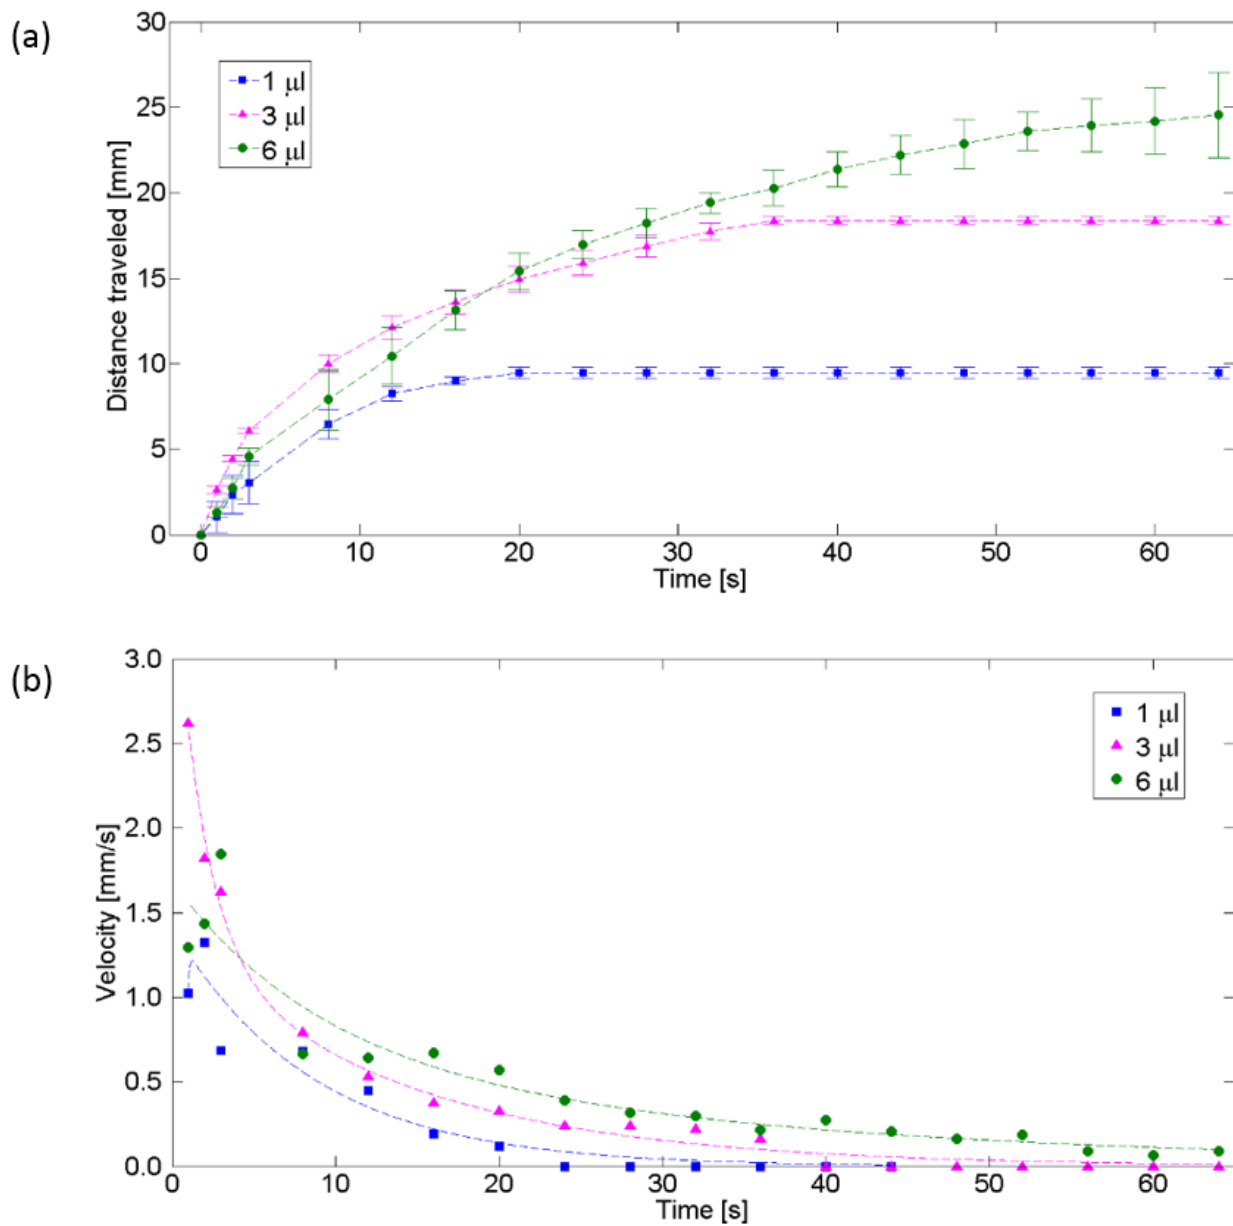 (a)
30
25
20
15
10
5
0
Distance traveled [mm]
1 μl
3 μl
6 μl
0 10 20 30 40 50 60
Time [s]
(b)
3.0
2.5
2.0
1.5
1.0
0.5
0.0
Velocity [mm/s]
1 μl
3 μl
6 μl
0 10 20 30 40 50 60
Time [s]